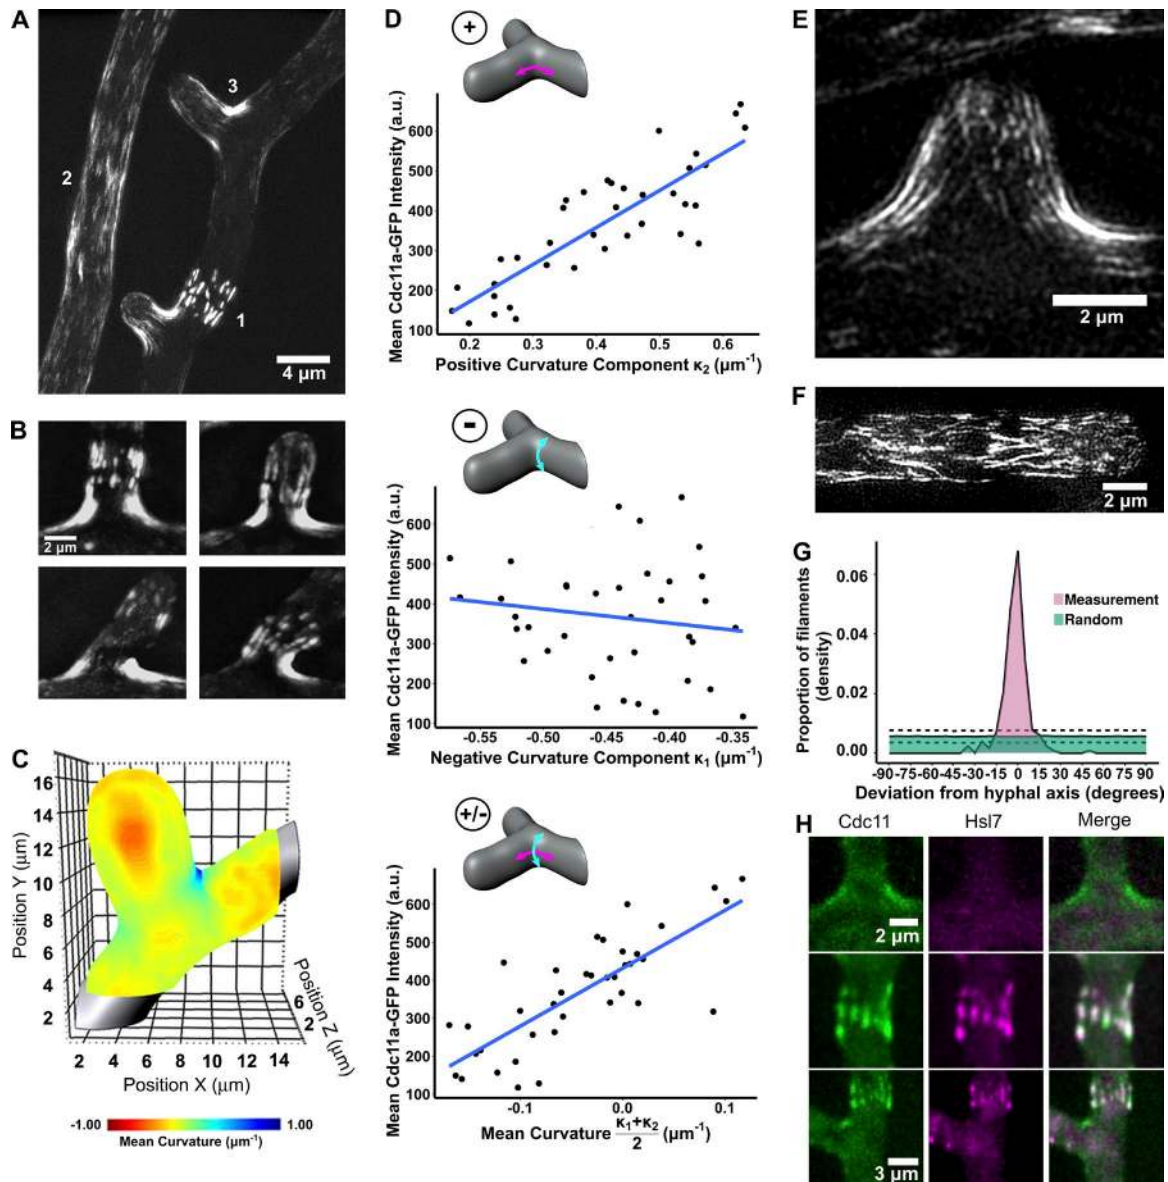 A
3
2
1
4 µm
B
2 µm
C
16
14
12
10
8
6
4
2
Position Y (µm)
2 4 6 8 10 12 14
Position X (µm)
6
2
Position Z (µm)
-1.00 1.00
Mean Curvature (µm-1)
D
+
Mean Cdc11a-GFP Intensity (a.u.)
600
500
400
300
200
100
0.2 0.3 0.4 0.5 0.6
Positive Curvature Component κ2 (µm-1)
-
Mean Cdc11a-GFP Intensity (a.u.)
700
600
500
400
300
200
100
-0.55 -0.50 -0.45 -0.40 -0.35
Negative Curvature Component κ1 (µm-1)
+/-
Mean Cdc11a-GFP Intensity (a.u.)
700
600
500
400
300
200
100
-0.1 0.0 0.1
Mean Curvature κ1+κ2/2 (µm-1)
E
2 µm
F
2 µm
G
Proportion of filaments
(density)
0.06
0.04
0.02
0.00
Measurement
Random
-90 -75 -60 -45 -30 -15 0 15 30 45 60 75 90
Deviation from hyphal axis (degrees)
H
Cdc11 Hsl7 Merge
2 µm
3 µm